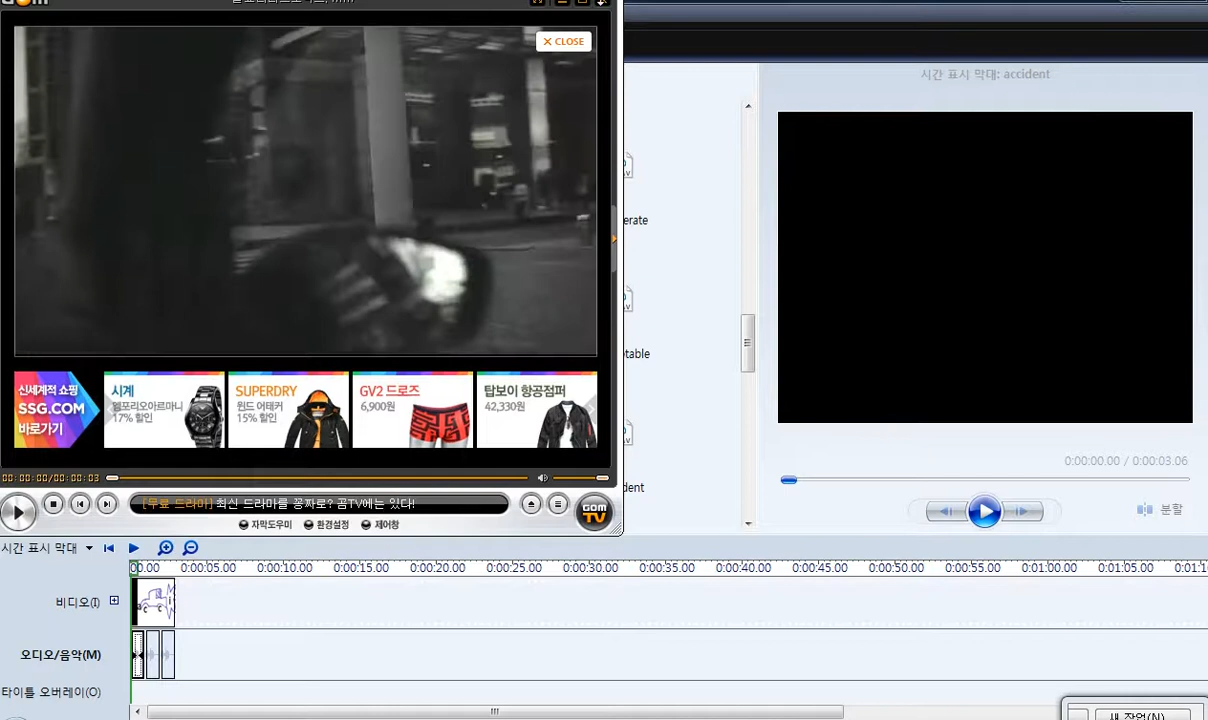 CLOSE
시간 표시 막대: accident
erate
table
dent
신세계적 쇼핑
SSG.COM
바로가기
시계
엠포리오아르마니
17% 할인
SUPERDRY
윈드 어태커
15% 할인
GV2 드로즈
6,900원
탑보이 항공점퍼
42,330원
00:00:00/00:00:03
[무료 드라마] 최신 드라마를 꽁짜로? 곰TV에는 있다!
GOM
TV
자막도우미
환경설정
제어창
0:00:00.00 / 0:00:03.06
분할
시간 표시 막대
00.00 0:00:05.00 0:00:10.00 0:00:15.00 0:00:20.00 0:00:25.00 0:00:30.00 0:00:35.00 0:00:40.00 0:00:45.00 0:00:50.00 0:00:55.00 0:01:00.00 0:01:05.00 0:01:1
비디오(I)
오디오/음악(M)
타이틀 오버레이(O)
새 작업(N)